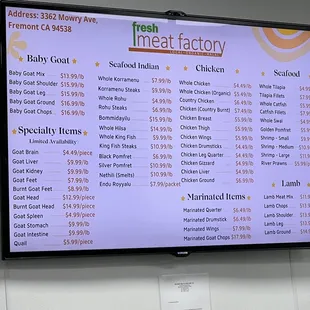 Address: 3362 Mowry Ave,
Fremont CA 94538
fresh
meat factory
Baby Goat
Baby Goat Mix $13.99/lb
Baby Goat Shoulder $15.99/lb
Baby Goat Leg $15.99/lb
Baby Goat Ground $16.99/lb
Baby Goat Chops $16.99/lb
Specialty Items
Limited Availability
Goat Brain $4.49/piece
Goat Liver $9.99/lb
Goat Kidney $9.99/lb
Goat Feet $7.99/lb
Burnt Goat Feet $8.99/lb
Goat Head $12.99/piece
Burnt Goat Head $14.99/piece
Goat Spleen $4.99/piece
Goat Stomach $9.99/lb
Goat intestine $9.99/lb
Quail $5.99/piece
Seafood Indian
Whole Korramenu $7.99/lb
Korramenu Steaks $9.99/lb
Whole Rohu $4.99/lb
Rohu Steaks $6.99/lb
Bommidayilu $15.99/lb
Whole Hilsa $14.99/lb
Whole King Fish $9.99/lb
King Fish Steaks $10.99/lb
Black Pomfret $6.99/lb
Silver Pomfret $10.99/lb
Nethili (Smelts) $10.99/lb
Endu Royyalu $7.99/packet
Chicken
Whole Chicken $4.49/lb
Whole Chicken (Organic) $5.49/lb
Country Chicken $6.49/lb
Country (Burnt) $7.49/lb
Chicken Breast $5.99/lb
Chicken Thigh $5.99/lb
Chicken Wings $5.99/lb
Chicken Drumsticks $4.49/lb
Chicken Leg Quarter $4.49/lb
Chicken Gizzard $4.99/lb
Chicken Liver $4.99/lb
Chicken Ground $6.99/lb
Marinated Items
Marinated Quarter $6.49/lb
Marinated Drumstick $6.49/lb
Marinated Wings $7.99/lb
Marinated Goat Chops $17.99/lb
Seafood
Whole Tilapia
Tilapia Filets
Whole Catfish
Catfish Filets
Whole Swai
Golden Pomfret
Shrimp - Small
Shrimp - Medium
Shrimp - Large
River Prawns
Lamb
Lamb Meat Mix
Lamb Chops
Lamb Shoulder
Lamb Leg
Lamb Ground